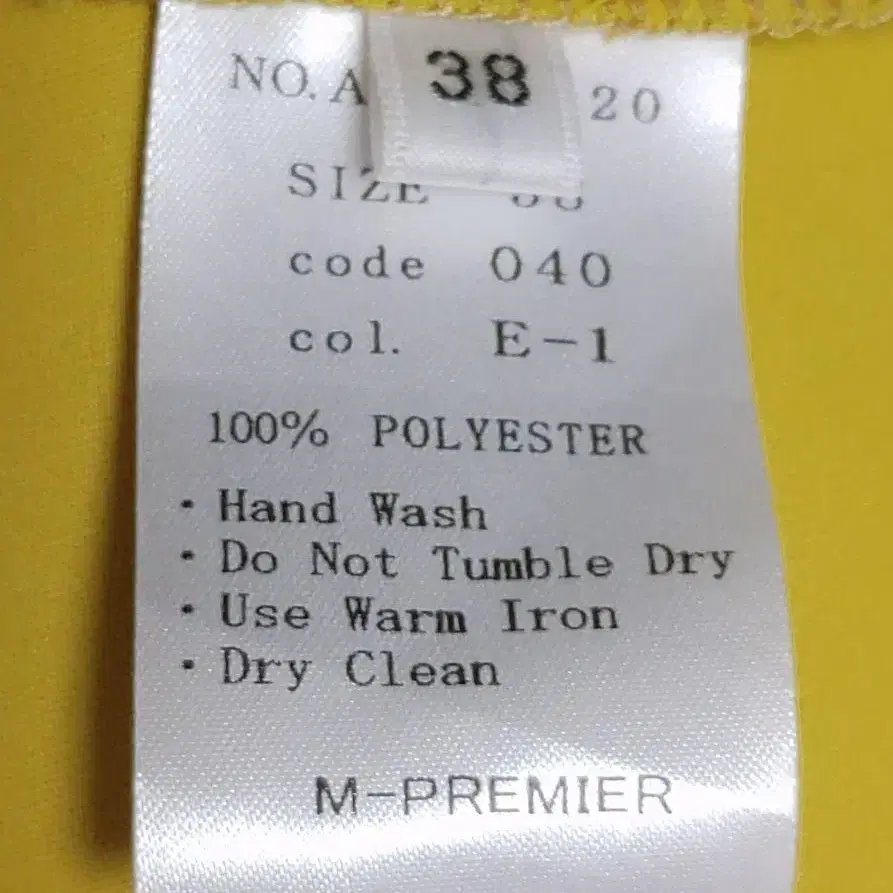 38
NO. A 20
SIZE
code 040
col. E-1
100% POLYESTER
· Hand Wash
· Do Not Tumble Dry
· Use Warm Iron
· Dry Clean
M-PREMIER